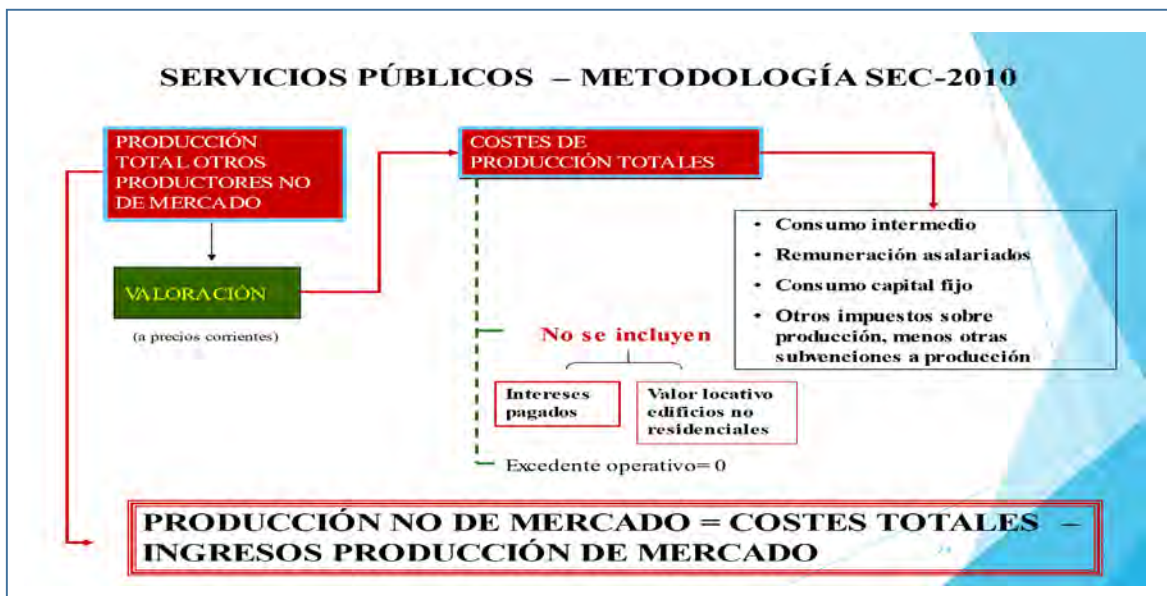 SERVICIOS PÚBLICOS – METODOLOGÍA SEC-2010
PRODUCCIÓN
TOTAL OTROS
PRODUCTORES NO
DE MERCADO
COSTES DE
PRODUCCIÓN TOTALES
• Consumo intermedio
• Remuneración asalariados
• Consumo capital fijo
• Otros impuestos sobre
producción, menos otras
subvenciones a producción
VALORACIÓN
(a precios corrientes)
No se incluyen
Intereses
pagados
Valor locativo
edificios no
residenciales
Excedente operativo= 0
PRODUCCIÓN NO DE MERCADO = COSTES TOTALES –
INGRESOS PRODUCCIÓN DE MERCADO